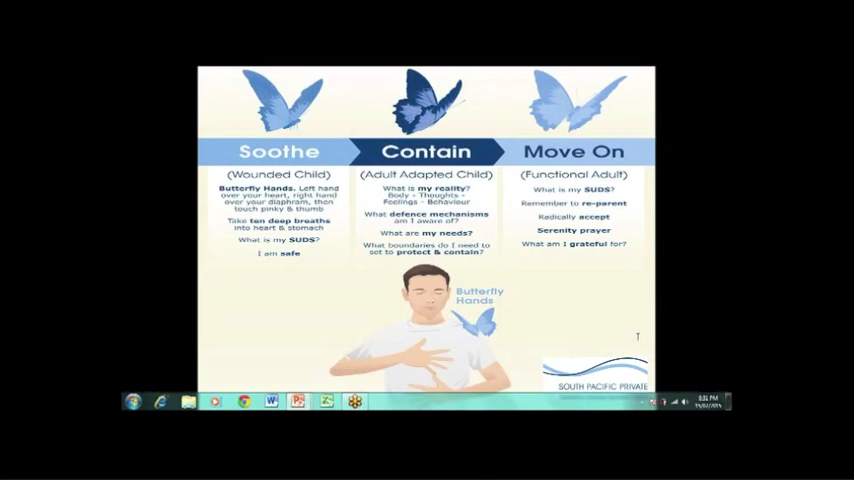 Soothe
(Wounded Child)
Butterfly Hands. Left hand
over your heart, right hand
over your diaphram, then
touch pinky & thumb
Take ten deep breaths
into heart & stomach
What is my SUDS?
I am safe
Contain
(Adult Adapted Child)
What is my reality?
Body - Thoughts -
Feelings - Behaviour
What defence mechanisms
am I aware of?
What are my needs?
What boundaries do I need to
set to protect & contain?
Move On
(Functional Adult)
What is my SUDS?
Remember to re-parent
Radically accept
Serenity prayer
What am I grateful for?
Butterfly
Hands
SOUTH PACIFIC PRIVATE